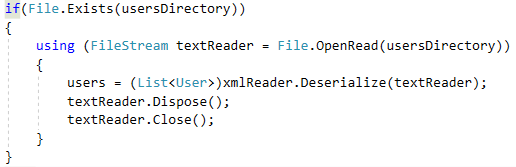 if(File.Exists(usersDirectory))
{
using (FileStream textReader = File.OpenRead(usersDirectory))
{
users = (List<User>)xmlReader.Deserialize(textReader);
textReader.Dispose();
textReader.Close();
}
}